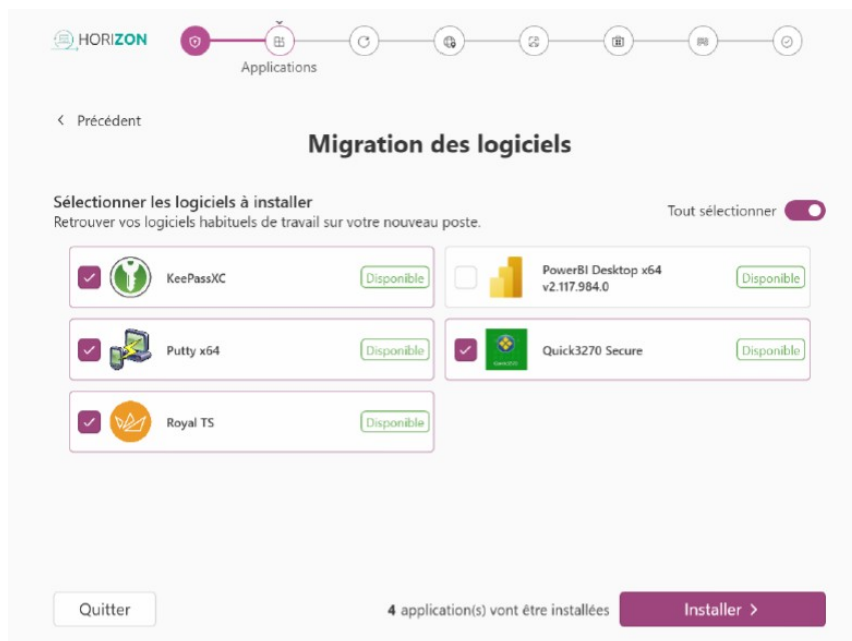 HORIZON
Applications
Précédent
Migration des logiciels
Sélectionner les logiciels à installer
Retrouver vos logiciels habituels de travail sur votre nouveau poste.
Tout sélectionner
KeePassXC
Disponible
PowerBI Desktop x64
v2.117.984.0
Disponible
Putty x64
Disponible
Quick3270 Secure
Disponible
Royal TS
Disponible
Quitter
4 application(s) vont être installées
Installer